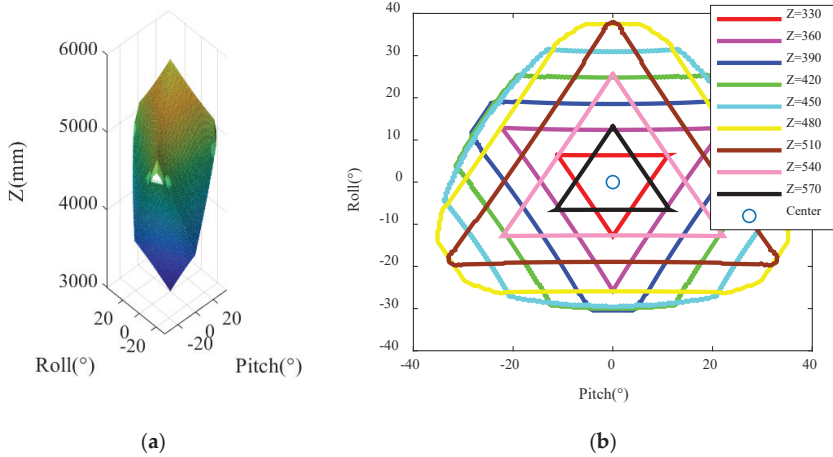 (a)
6000
5000
4000
3000
Z(mm)
20
0
-20
Roll(°)
20
0
-20
Pitch(°)
(b)
40
30
20
10
0
-10
-20
-30
-40
Roll(°)
-40
-20
0
20
40
Pitch(°)
Z=330
Z=360
Z=390
Z=420
Z=450
Z=480
Z=510
Z=540
Z=570
Center
(a)
(b)